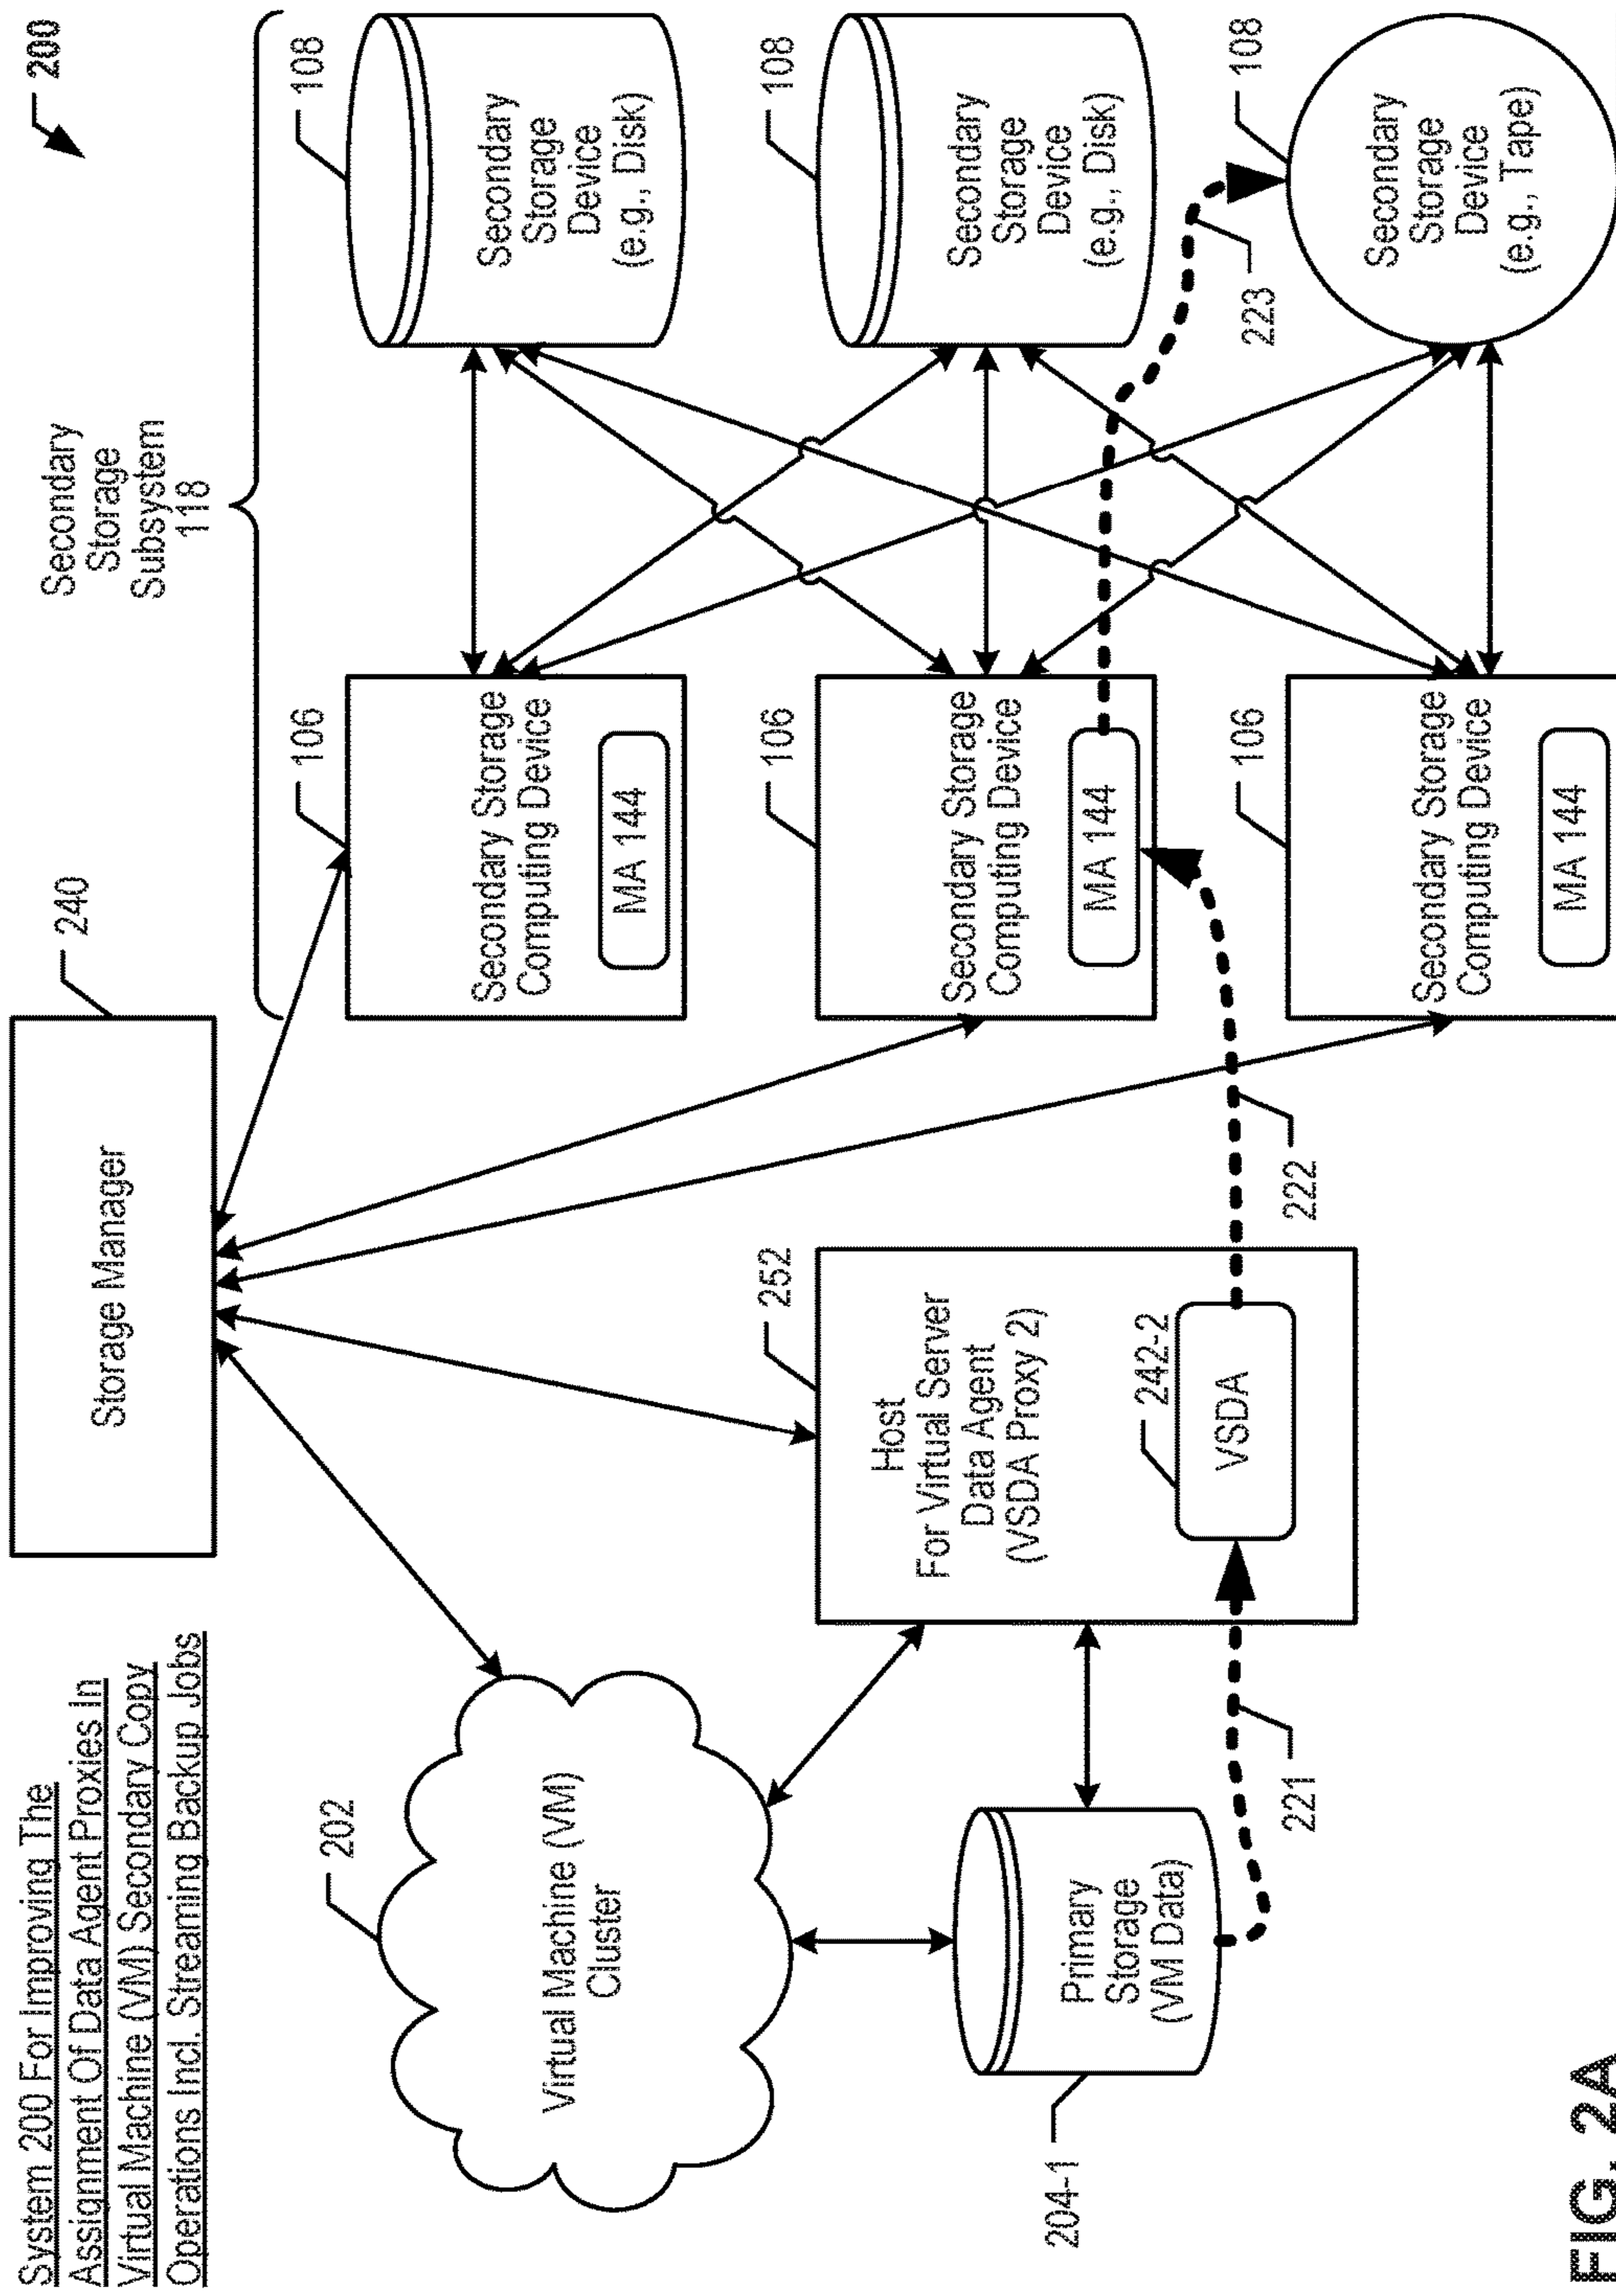 System 200 For Improving The
Assignment Of Data Agent Proxies In
Virtual Machine (VM) Secondary Copy
Operations Incl. Streaming Backup Jobs
200
Storage Manager
240
Secondary
Storage
Subsystem
118
202
Virtual Machine (VM)
Cluster
204-1
Primary
Storage
(VM Data)
221
252
Host
For Virtual Server
Data Agent
(VSDA Proxy 2)
242-2
VSDA
222
106
Secondary Storage
Computing Device
MA 144
106
Secondary Storage
Computing Device
MA 144
106
Secondary Storage
Computing Device
MA 144
108
Secondary
Storage
Device
(e.g., Disk)
108
Secondary
Storage
Device
(e.g., Disk)
223
108
Secondary
Storage
Device
(e.g., Tape)
FIG. 2A